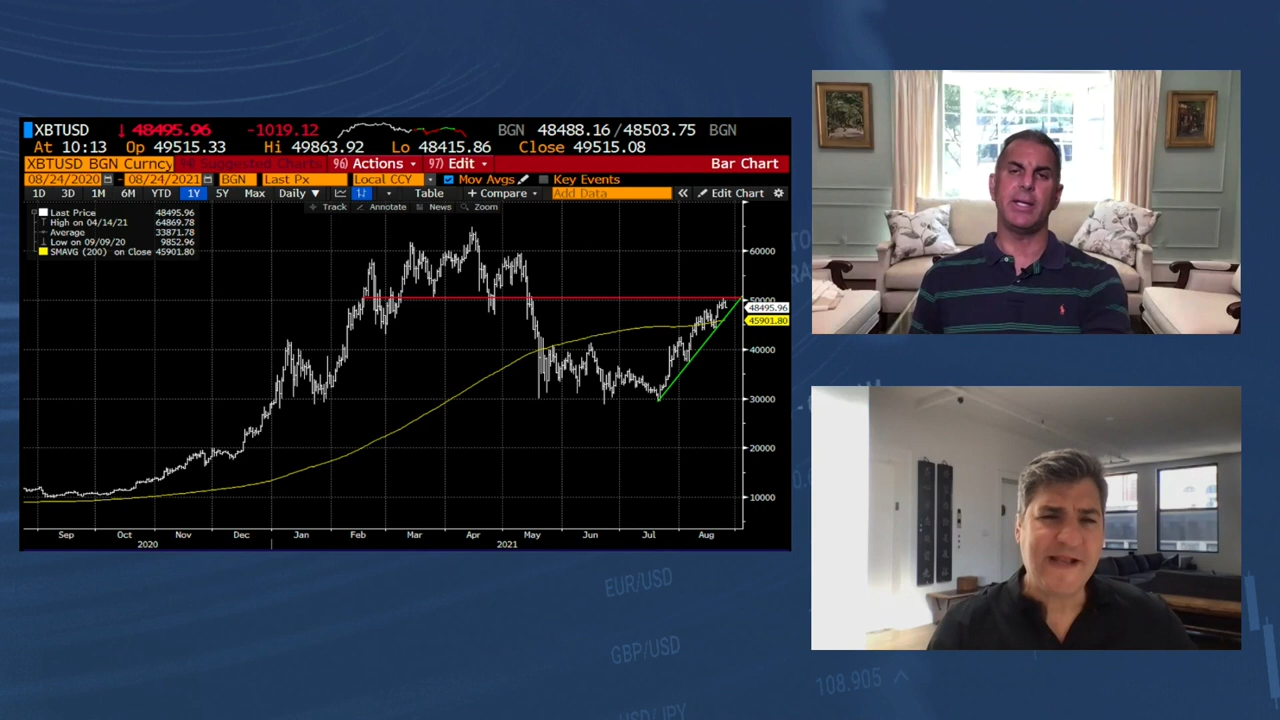 XBTUSD ↓ 48495.96 -1019.12 BGN 48488.16/48503.75 BGN
At 10:13 Op 49515.33 Hi 49863.92 Lo 48415.86 Close 49515.08
XBTUSD BGN Curncy Suggested Charts 96) Actions 97) Edit Bar Chart
08/24/2020 - 08/24/2021 BGN Last Px Local CCY Mov Avgs Key Events
1D 3D 1M 6M YTD 1Y 5Y Max Daily ▼ Table + Compare Add Data « Edit Chart
Track Annotate News Zoom
Last Price 48495.96
High on 04/14/21 64869.78
Average 33871.78
Low on 09/09/20 9852.96
SMAVG (200) on Close 45901.80
60000
50000
48495.96
45901.80
40000
30000
20000
10000
Sep Oct Nov Dec Jan Feb Mar Apr May Jun Jul Aug
2020 2021
EUR/USD
GBP/USD
108.905
USD/JPY